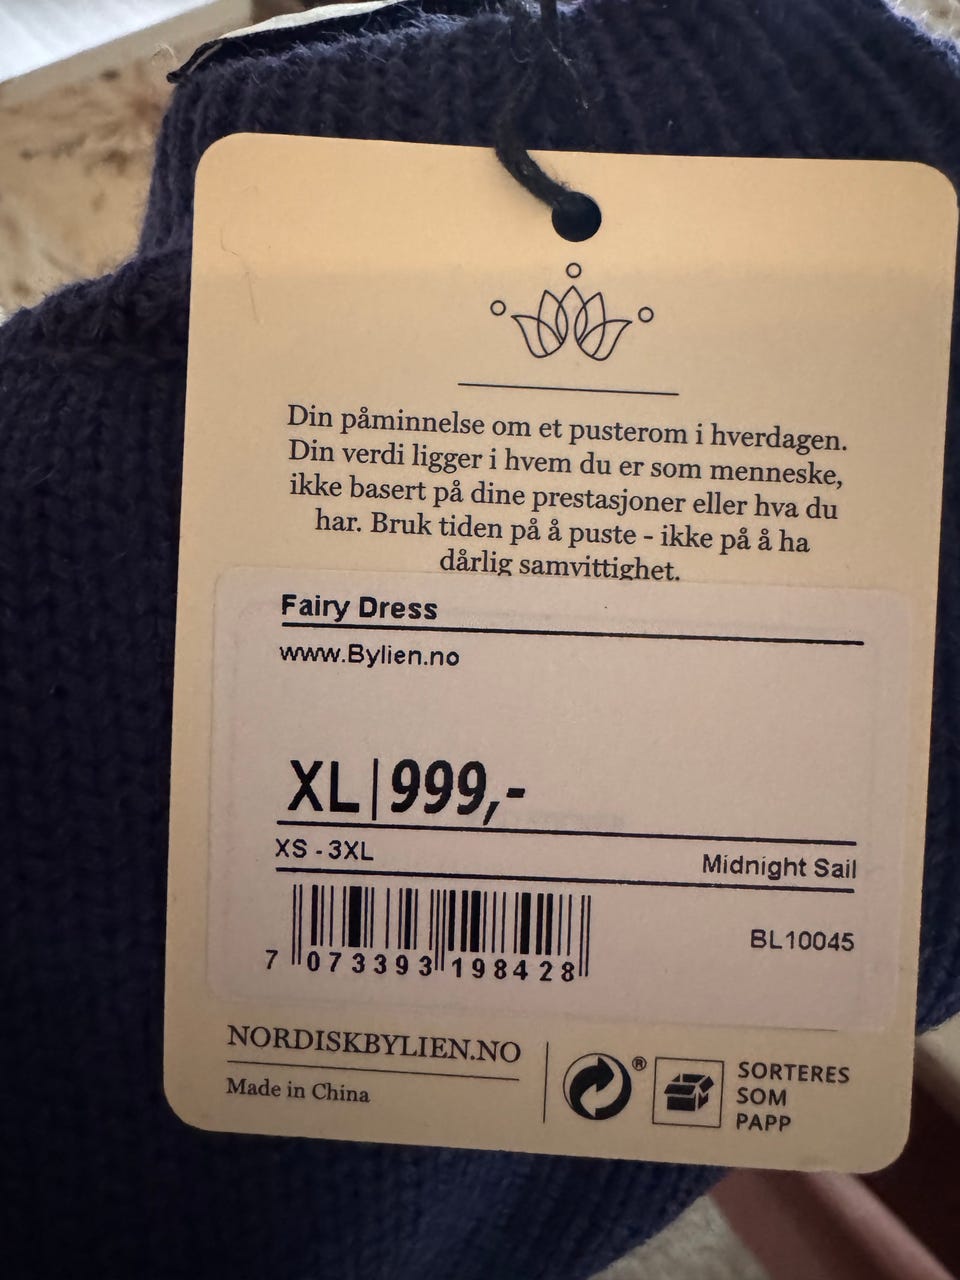 Din påminnelse om et pusterom i hverdagen.
Din verdi ligger i hvem du er som menneske,
ikke basert på dine prestasjoner eller hva du
har. Bruk tiden på å puste - ikke på å ha
dårlig samvittighet.
Fairy Dress
www.Bylien.no
XL|999,-
XS - 3XL
Midnight Sail
BL10045
7 073393 198428
NORDISKBYLIEN.NO
Made in China
®
SORTERES
SOM
PAPP